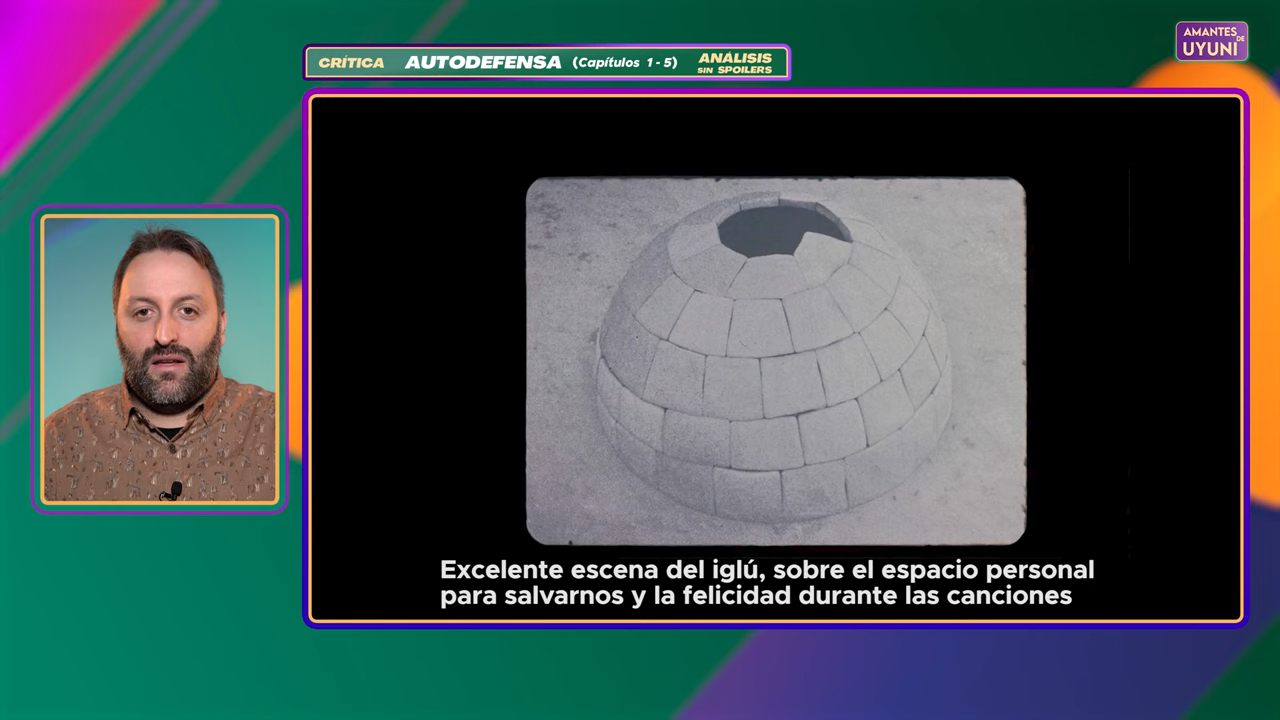 CRÍTICA AUTODEFENSA (Capítulos 1 - 5) ANÁLISIS
SIN SPOILERS
AMANTES
DE
UYUNI
Excelente escena del iglú, sobre el espacio personal
para salvarnos y la felicidad durante las canciones